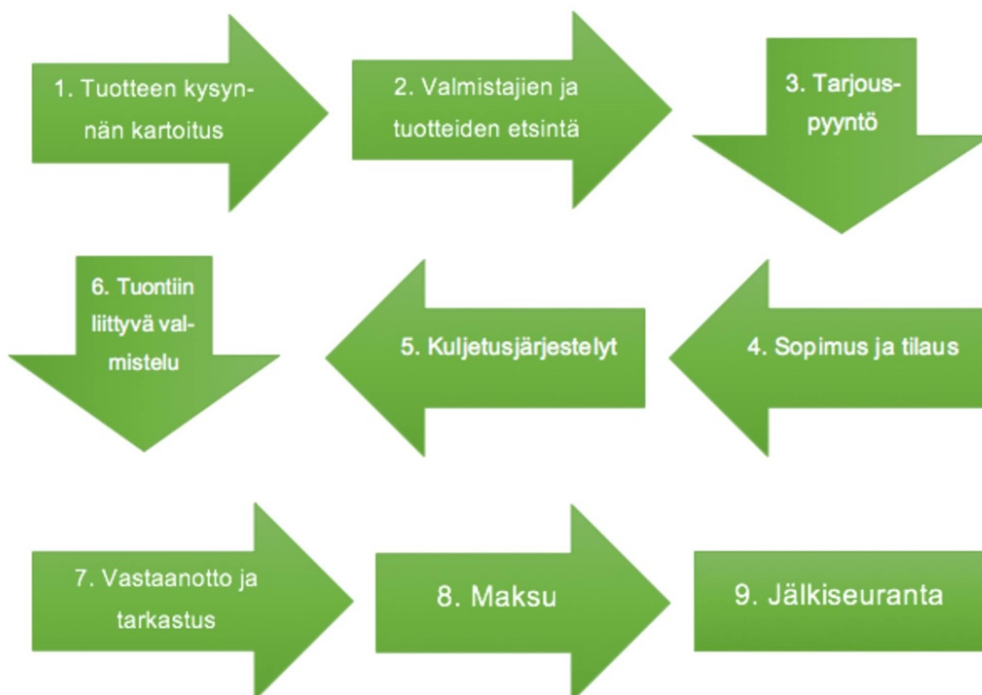 1. Tuotteen kysyn-
nän kartoitus
2. Valmistajien ja
tuotteiden etsintä
3. Tarjous-
pyyntö
4. Sopimus ja tilaus
5. Kuljetusjärjestelyt
6. Tuontiin
liittyvä val-
mistelu
7. Vastaanotto ja
tarkastus
8. Maksu
9. Jälkiseuranta